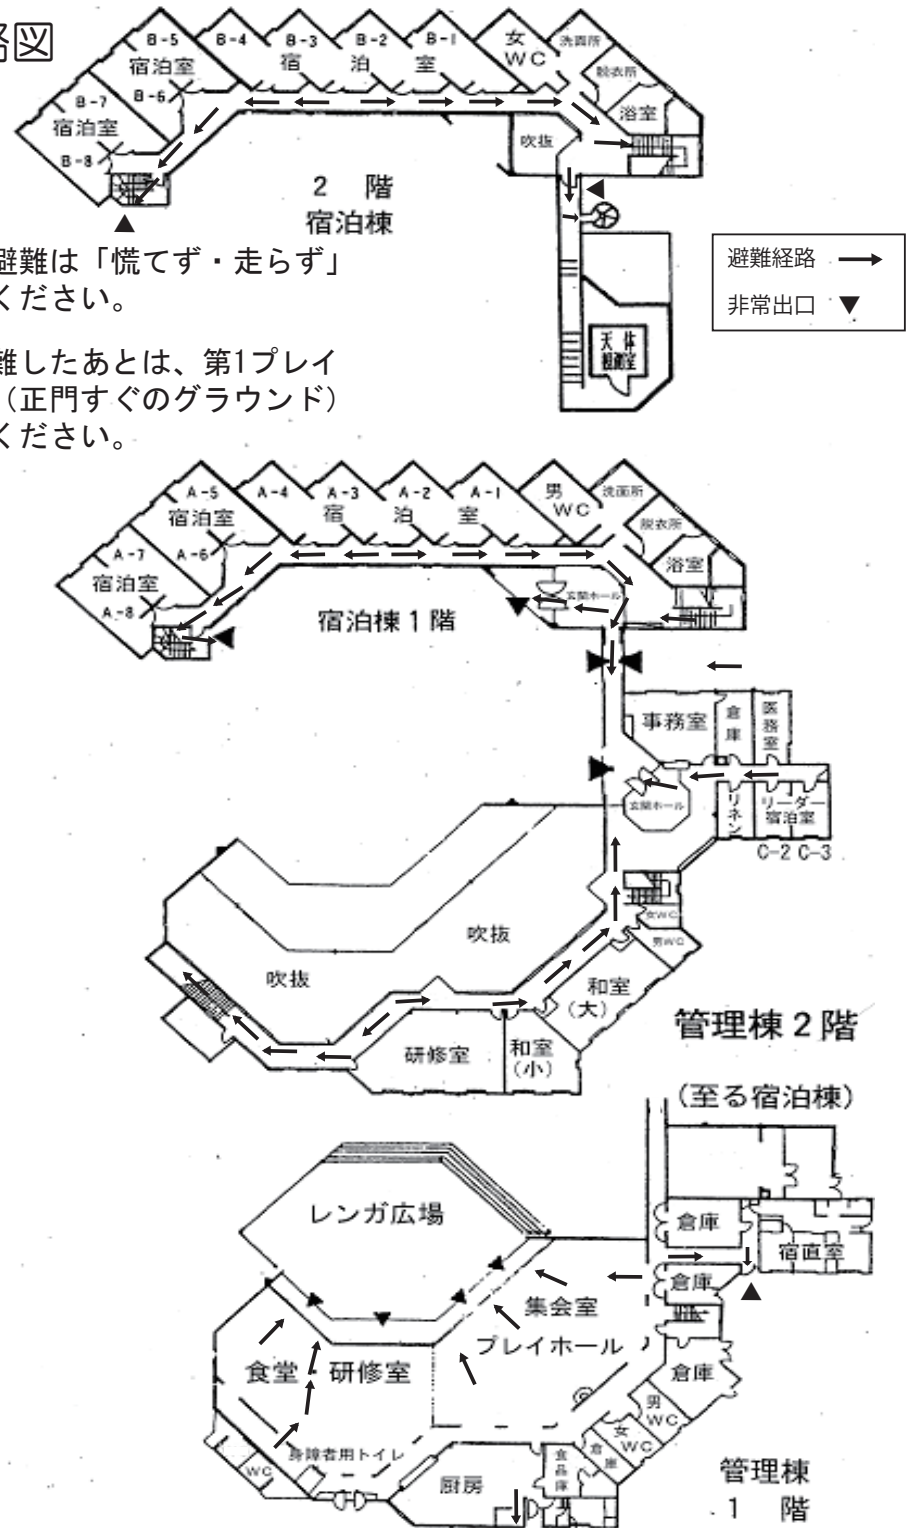 図
B-5
宿泊室
B-4
B-3
宿
B-2
泊
B-1
室
女
WC
洗面所
脱衣所
浴室
B-6
B-7
宿泊室
B-8
吹抜
2 階
宿泊棟
避難は「慌てず・走らず」
ください。
難したあとは、第1プレイ
（正門すぐのグラウンド）
ください。
避難経路
非常出口
天体
観測室
A-5
宿泊室
A-4
A-3
宿
A-2
泊
A-1
室
男
WC
洗面所
脱衣所
浴室
A-6
A-7
宿泊室
A-8
玄関ホール
宿泊棟1階
事務室
倉庫
医務室
玄関ホール
リネン
リーダー
宿泊室
C-2 C-3
女WC
男WC
吹抜
吹抜
和室
(大)
研修室
和室
(小)
管理棟2階
(至る宿泊棟)
レンガ広場
倉庫
宿直室
倉庫
集会室
プレイホール
食堂
研修室
倉庫
男
WC
女
WC
倉庫
身障者用トイレ
WC
厨房
食品庫
管理棟
1 階